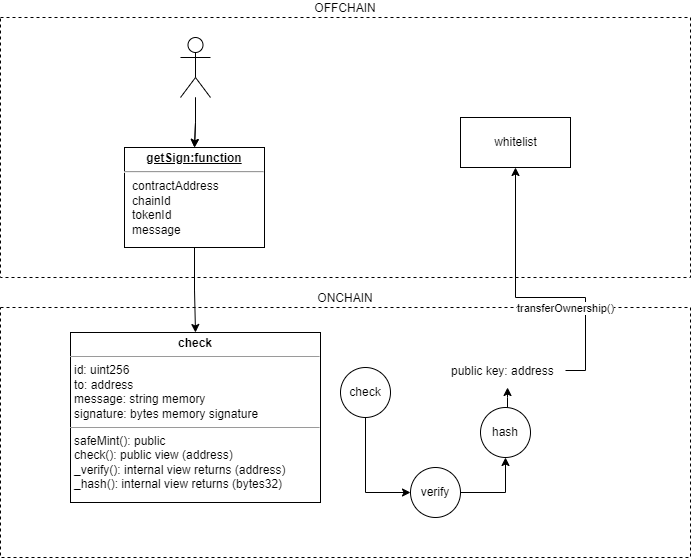 OFFCHAIN
getSign:function
contractAddress
chainId
tokenId
message
whitelist
ONCHAIN
transferOwnership()
check
id: uint256
to: address
message: string memory
signature: bytes memory signature
safeMint(): public
check(): public view (address)
_verify(): internal view returns (address)
_hash(): internal view returns (bytes32)
public key: address
check
hash
verify